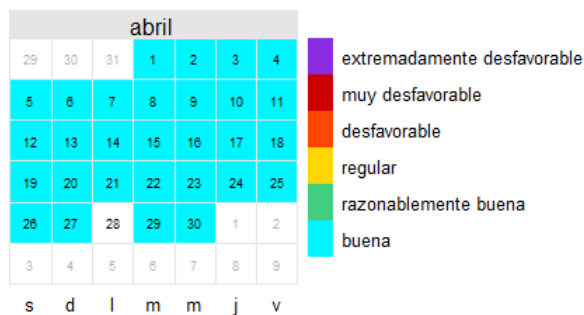 abril
29 30 31 1 2 3 4
5 6 7 8 9 10 11
12 13 14 15 16 17 18
19 20 21 22 23 24 25
26 27 28 29 30 1 2
3 4 5 6 7 8 9
s d l m m j v
extremadamente desfavorable
muy desfavorable
desfavorable
regular
razonablemente buena
buena